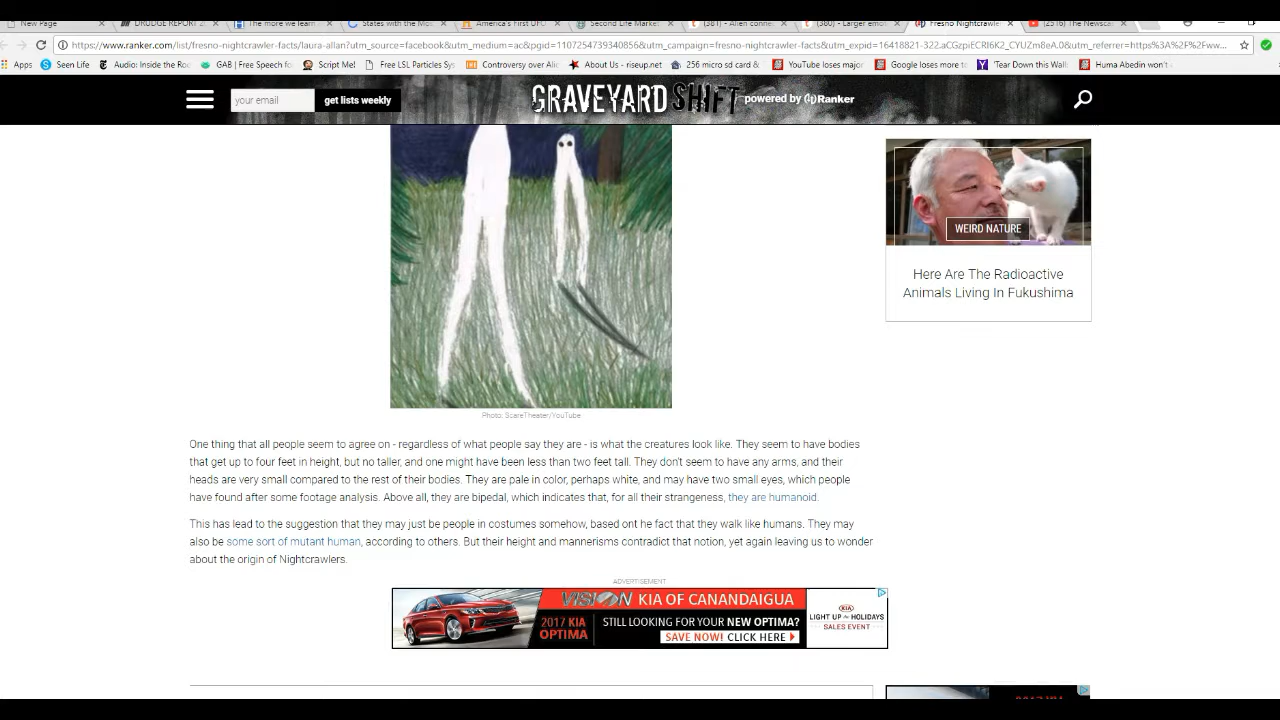 New Page
DRUDGE REPORT 2
The more we learn
States with the Mo
America's First UFO
Second Life Market
(381) - Alien conne
(380) - Larger emo
Fresno Nightcrawler
(2516) The Newsca
https://www.ranker.com/list/fresno-nightcrawler-facts/laura-allan?utm_source=facebook&utm_medium=ac&pgid=1107254739340856&utm_campaign=fresno-nightcrawler-facts&utm_expid=16418821-322.aCGzpiECRI6K2_CYUZm8eA.0&utm_referrer=https%3A%2F%2Fww...
Apps
Seen Life
Audio: Inside the Roc
GAB | Free Speech fo
Script Me!
Free LSL Particles Sys
Controversy over Alie
About Us - riseup.net
256 micro sd card &
YouTube loses major
Google loses more to
'Tear Down this Wall
Huma Abedin won't
your email
get lists weekly
GRAVEYARD SHIFT powered by Ranker
Photo: ScareTheater/YouTube
One thing that all people seem to agree on - regardless of what people say they are - is what the creatures look like. They seem to have bodies
that get up to four feet in height, but no taller, and one might have been less than two feet tall. They don't seem to have any arms, and their
heads are very small compared to the rest of their bodies. They are pale in color, perhaps white, and may have two small eyes, which people
have found after some footage analysis. Above all, they are bipedal, which indicates that, for all their strangeness, they are humanoid.
This has lead to the suggestion that they may just be people in costumes somehow, based ont he fact that they walk like humans. They may
also be some sort of mutant human, according to others. But their height and mannerisms contradict that notion, yet again leaving us to wonder
about the origin of Nightcrawlers.
WEIRD NATURE
Here Are The Radioactive
Animals Living In Fukushima
ADVERTISEMENT
VISION KIA OF CANANDAIGUA
2017 KIA
OPTIMA
STILL LOOKING FOR YOUR NEW OPTIMA?
SAVE NOW! CLICK HERE
KIA
LIGHT UP THE HOLIDAYS
SALES EVENT